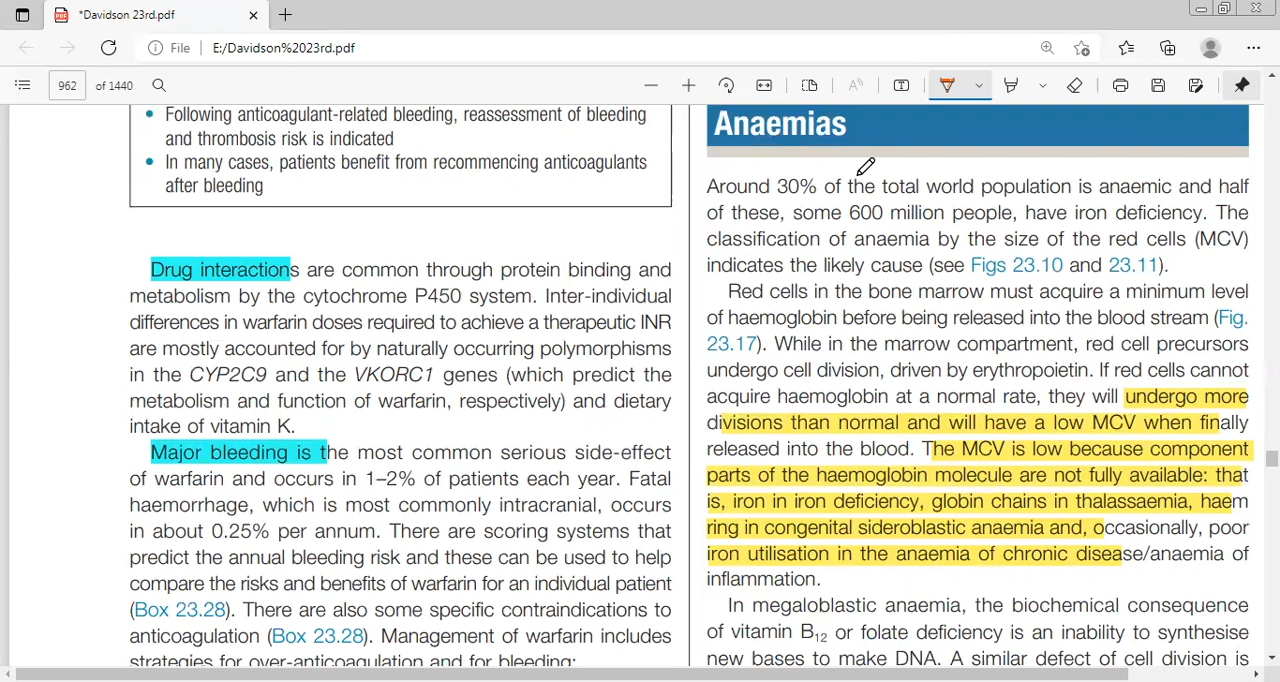 *Davidson 23rd.pdf
File
E:/Davidson%2023rd.pdf
962
of 1440
• Following anticoagulant-related bleeding, reassessment of bleeding
and thrombosis risk is indicated
• In many cases, patients benefit from recommencing anticoagulants
after bleeding
Drug interactions are common through protein binding and
metabolism by the cytochrome P450 system. Inter-individual
differences in warfarin doses required to achieve a therapeutic INR
are mostly accounted for by naturally occurring polymorphisms
in the CYP2C9 and the VKORC1 genes (which predict the
metabolism and function of warfarin, respectively) and dietary
intake of vitamin K.
Major bleeding is the most common serious side-effect
of warfarin and occurs in 1–2% of patients each year. Fatal
haemorrhage, which is most commonly intracranial, occurs
in about 0.25% per annum. There are scoring systems that
predict the annual bleeding risk and these can be used to help
compare the risks and benefits of warfarin for an individual patient
(Box 23.28). There are also some specific contraindications to
anticoagulation (Box 23.28). Management of warfarin includes
strategies for over-anticoagulation and for bleeding:
Anaemias
Around 30% of the total world population is anaemic and half
of these, some 600 million people, have iron deficiency. The
classification of anaemia by the size of the red cells (MCV)
indicates the likely cause (see Figs 23.10 and 23.11).
Red cells in the bone marrow must acquire a minimum level
of haemoglobin before being released into the blood stream (Fig.
23.17). While in the marrow compartment, red cell precursors
undergo cell division, driven by erythropoietin. If red cells cannot
acquire haemoglobin at a normal rate, they will undergo more
divisions than normal and will have a low MCV when finally
released into the blood. The MCV is low because component
parts of the haemoglobin molecule are not fully available: that
is, iron in iron deficiency, globin chains in thalassaemia, haem
ring in congenital sideroblastic anaemia and, occasionally, poor
iron utilisation in the anaemia of chronic disease/anaemia of
inflammation.
In megaloblastic anaemia, the biochemical consequence
of vitamin B12 or folate deficiency is an inability to synthesise
new bases to make DNA. A similar defect of cell division is